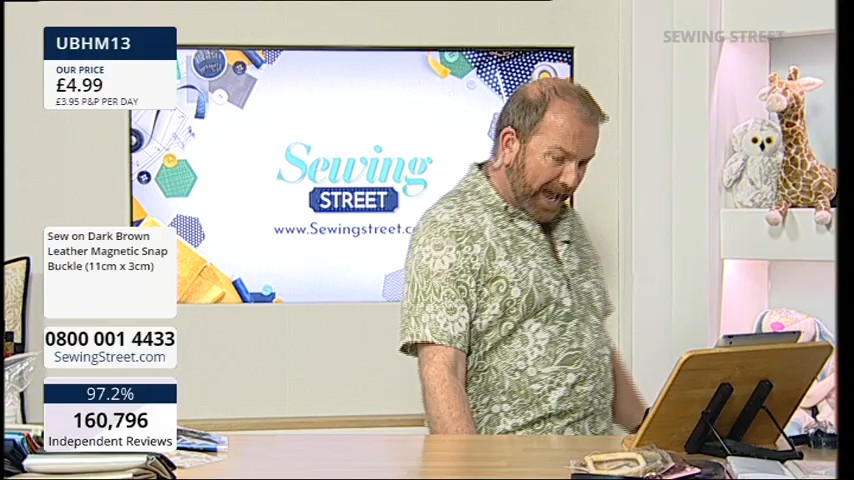 UBHM13
OUR PRICE
£4.99
£3.95 P&P PER DAY
SEWING STREET
Sewing
STREET
www.Sewingstreet.c
Sew on Dark Brown
Leather Magnetic Snap
Buckle (11cm x 3cm)
0800 001 4433
SewingStreet.com
97.2%
160,796
Independent Reviews